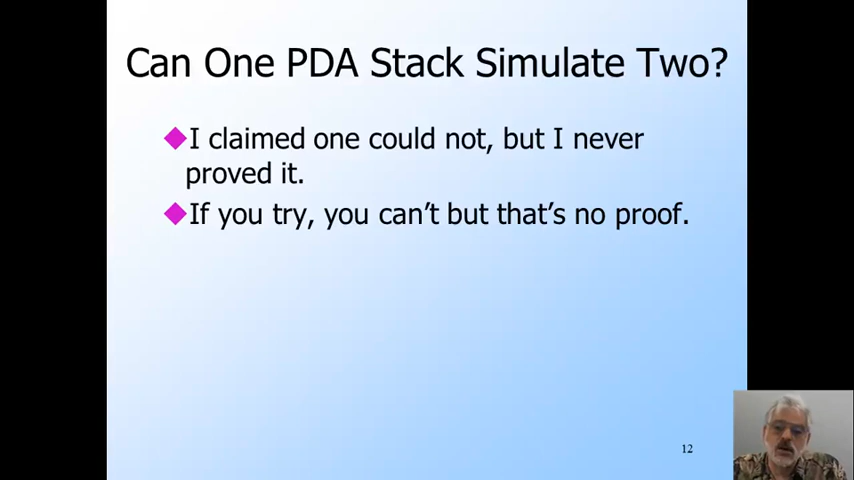 Can One PDA Stack Simulate Two?
I claimed one could not, but I never
proved it.
If you try, you can’t but that’s no proof.
12